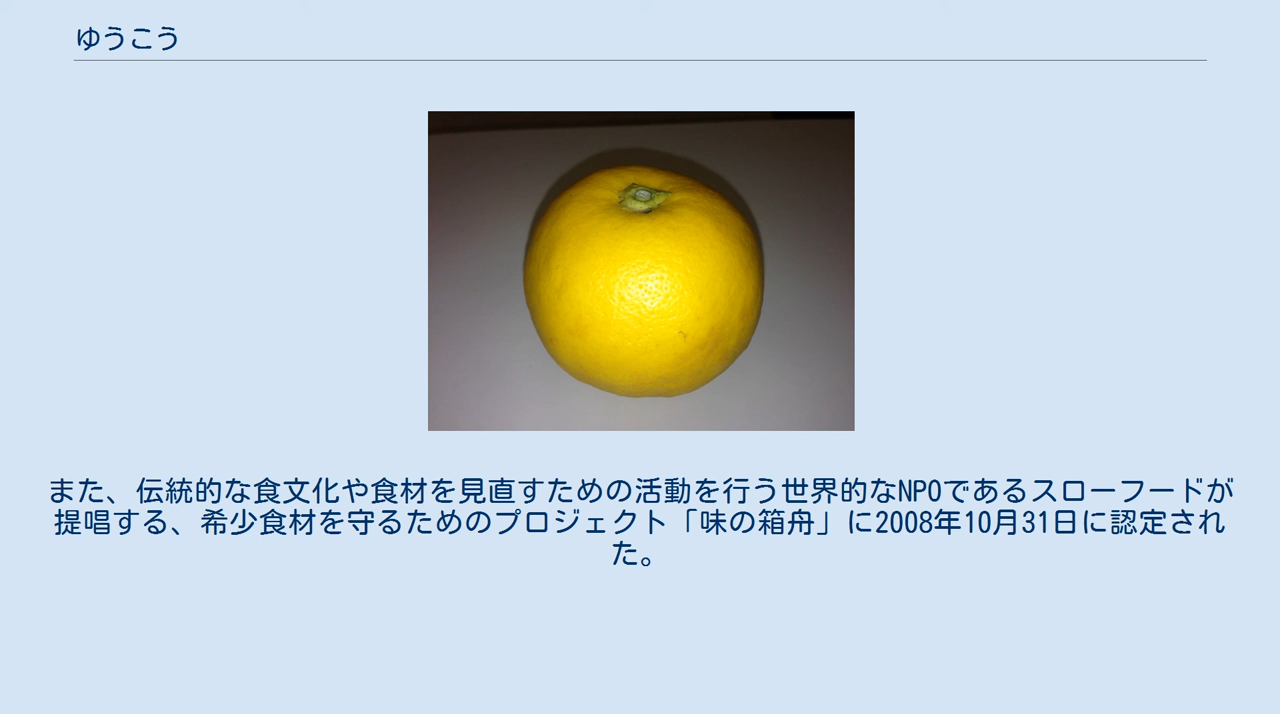 ゆうこう
また、伝統的な食文化や食材を見直すための活動を行う世界的なNPOであるスローフードが
提唱する、希少食材を守るためのプロジェクト「味の箱舟」に2008年10月31日に認定され
た。